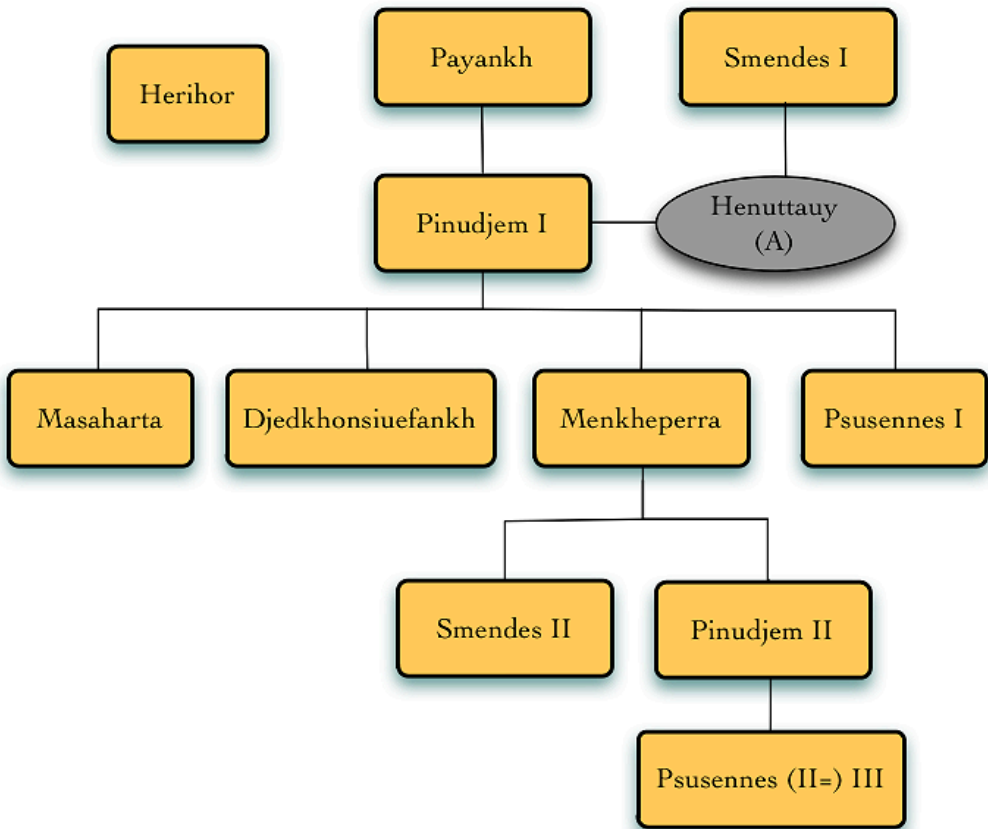 Payankh
Smendes I
Herihor
Pinudjem I
Henuttauy
(A)
Masaharta
Djedkhonsiuefankh
Menkheperra
Psusennes I
Smendes II
Pinudjem II
Psusennes (II=) III